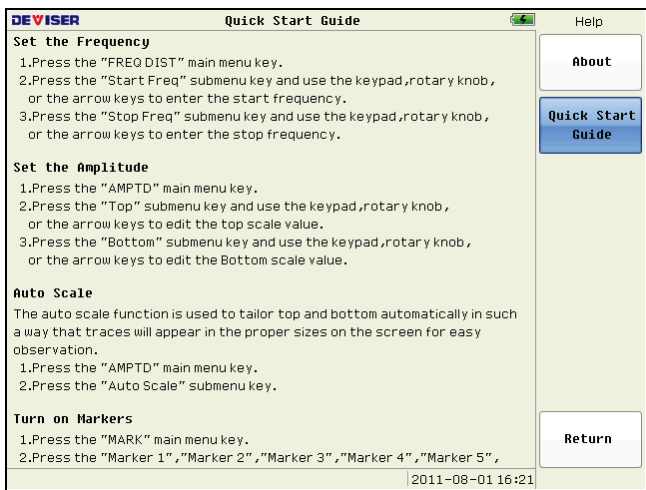 DEVISER
Quick Start Guide
Help
Set the Frequency
1.Press the "FREQ DIST" main menu key.
2.Press the "Start Freq" submenu key and use the keypad,rotary knob,
or the arrow keys to enter the start frequency.
3.Press the "Stop Freq" submenu key and use the keypad,rotary knob,
or the arrow keys to enter the stop frequency.
Set the Amplitude
1.Press the "AMPTD" main menu key.
2.Press the "Top" submenu key and use the keypad,rotary knob,
or the arrow keys to edit the top scale value.
3.Press the "Bottom" submenu key and use the keypad,rotary knob,
or the arrow keys to edit the Bottom scale value.
Auto Scale
The auto scale function is used to tailor top and bottom automatically in such
a way that traces will appear in the proper sizes on the screen for easy
observation.
1.Press the "AMPTD" main menu key.
2.Press the "Auto Scale" submenu key.
Turn on Markers
1.Press the "MARK" main menu key.
2.Press the "Marker 1","Marker 2","Marker 3","Marker 4","Marker 5",
About
Quick Start
Guide
Return
2011-08-01 16:21